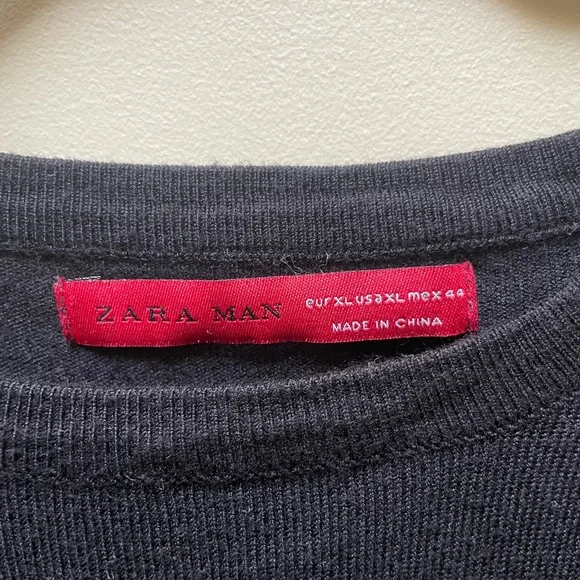 ZARA MAN
eur XL usa XL mex 44
MADE IN CHINA